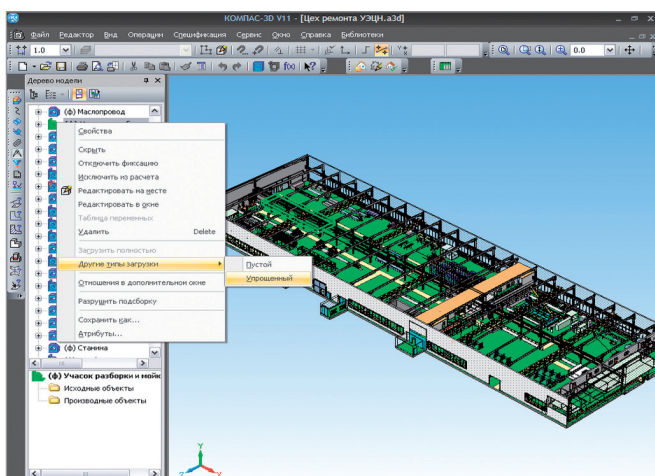 КОМПАС-3D V11 - [Цех ремонта УЭЦН.a3d]
Файл Редактор Вид Операции Спецификация Сервис Окно Справка Библиотеки
1.0 0.0
f(x)
Дерево модели
(ф) Маслопровод
Свойства
Скрыть
Отключить фиксацию
Исключить из расчета
Редактировать на месте
Редактировать в окне
Таблица переменных
Удалить Delete
Загрузить полностью
Другие типы загрузки
Пустой
Упрощенный
Отношения в дополнительном окне
Разрушить подсборку
Сохранить как...
Атрибуты...
(ф) Станина
(ф) Учасок разборки и мойк
Исходные объекты
Производные объекты
Y
Z X